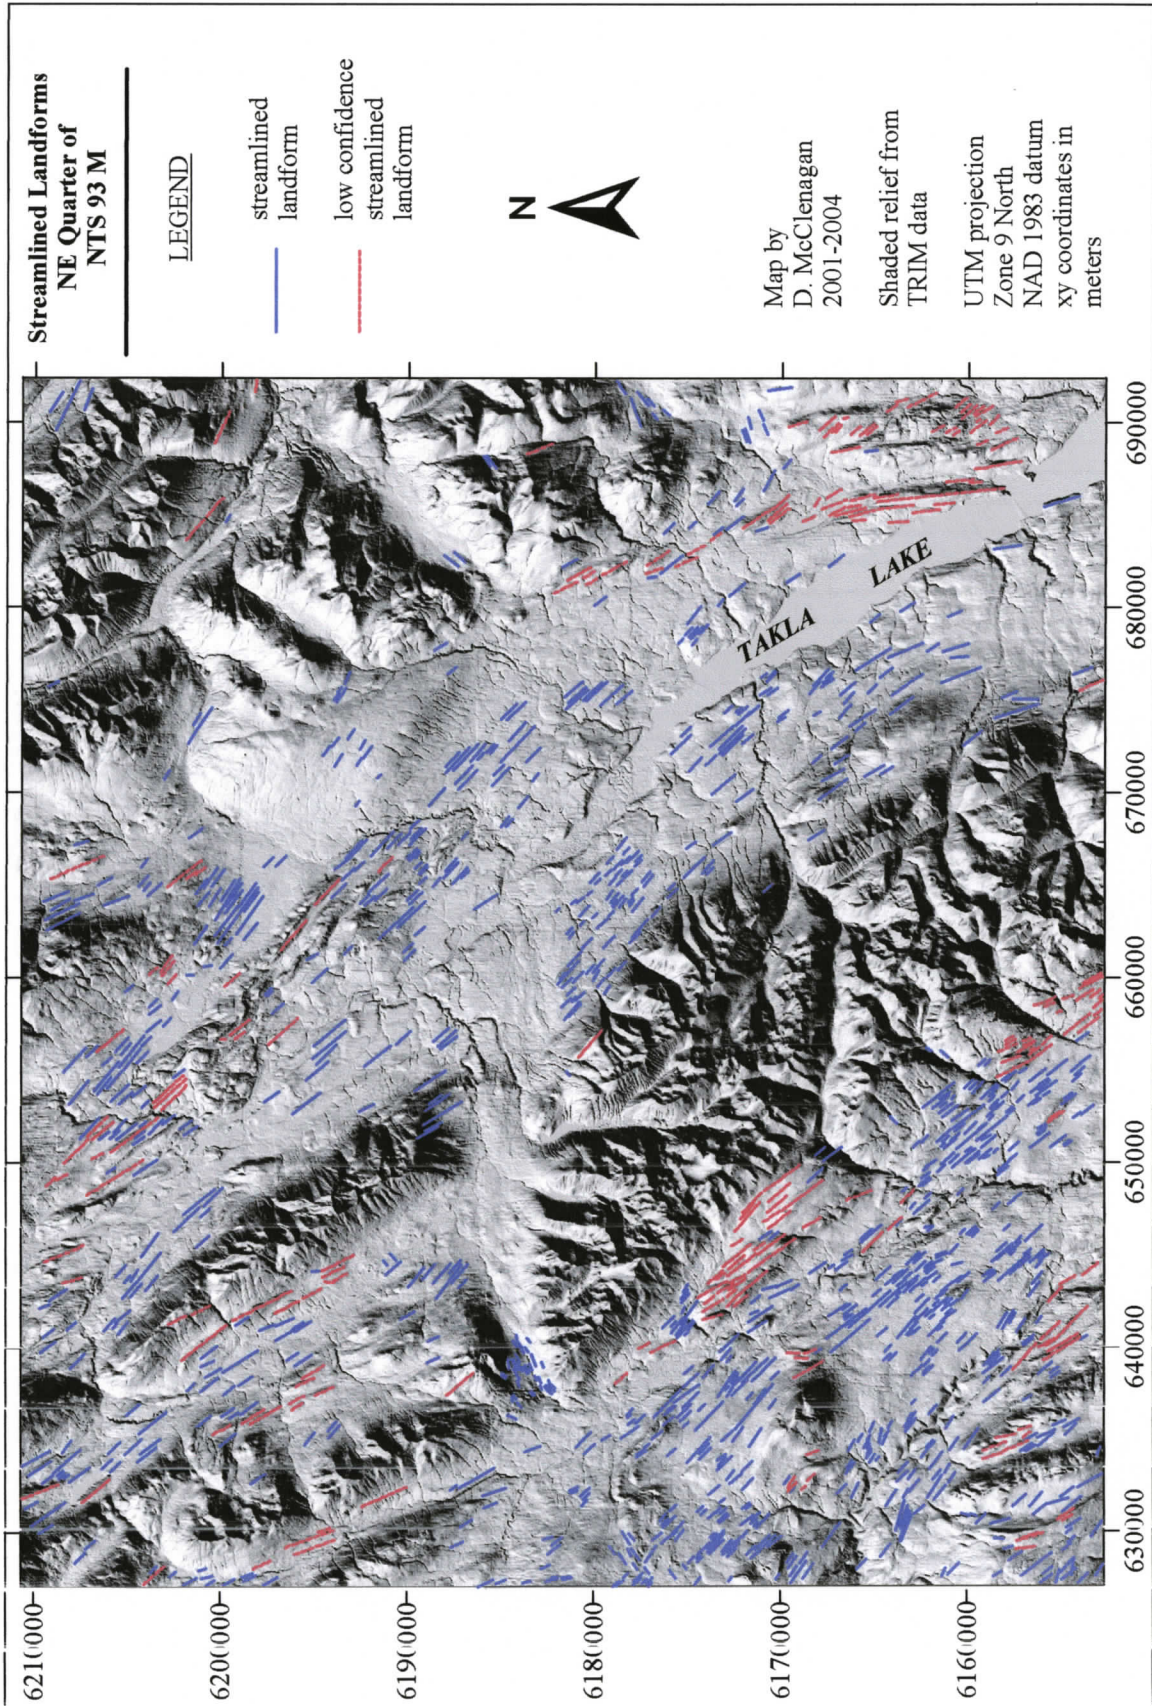 Streamlined Landforms
NE Quarter of
NTS 93 M
LEGEND
streamlined
landform
low confidence
streamlined
landform
N
Map by
D. McClenagan
2001-2004
Shaded relief from
TRIM data
UTM projection
Zone 9 North
NAD 1983 datum
xy coordinates in
meters
TAKLA LAKE
6210000
6200000
6190000
6180000
6170000
6160000
630000
640000
650000
660000
670000
680000
690000